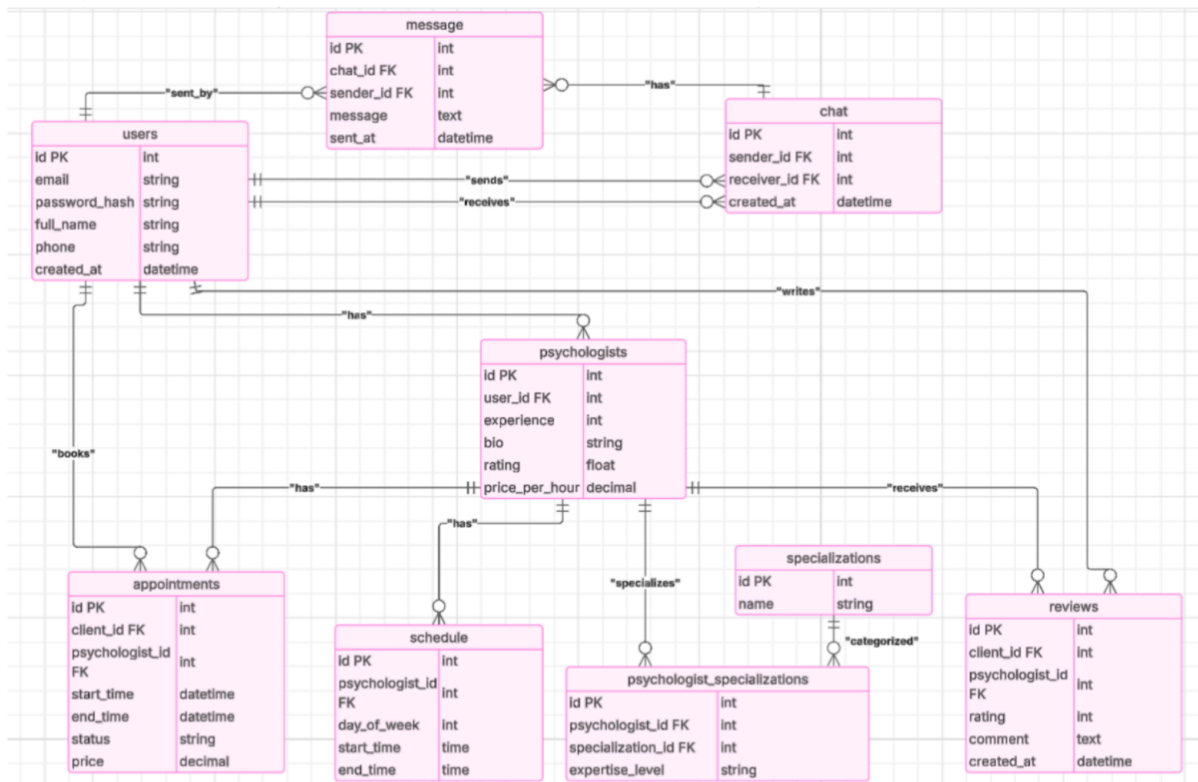 message
id PK int
chat_id FK int
sender_id FK int
message text
sent_at datetime
"sent_by"
"has"
chat
id PK int
sender_id FK int
receiver_id FK int
created_at datetime
users
id PK int
email string
password_hash string
full_name string
phone string
created_at datetime
"sends"
"receives"
"writes"
"has"
psychologists
id PK int
user_id FK int
experience int
bio string
rating float
price_per_hour decimal
"books"
"has"
"has"
"receives"
"specializes"
specializations
id PK int
name string
"categorized"
appointments
id PK int
client_id FK int
psychologist_id
FK int
start_time datetime
end_time datetime
status string
price decimal
schedule
id PK int
psychologist_id
FK int
day_of_week int
start_time time
end_time time
psychologist_specializations
id PK int
psychologist_id FK int
specialization_id FK int
expertise_level string
reviews
id PK int
client_id FK int
psychologist_id
FK int
rating int
comment text
created_at datetime